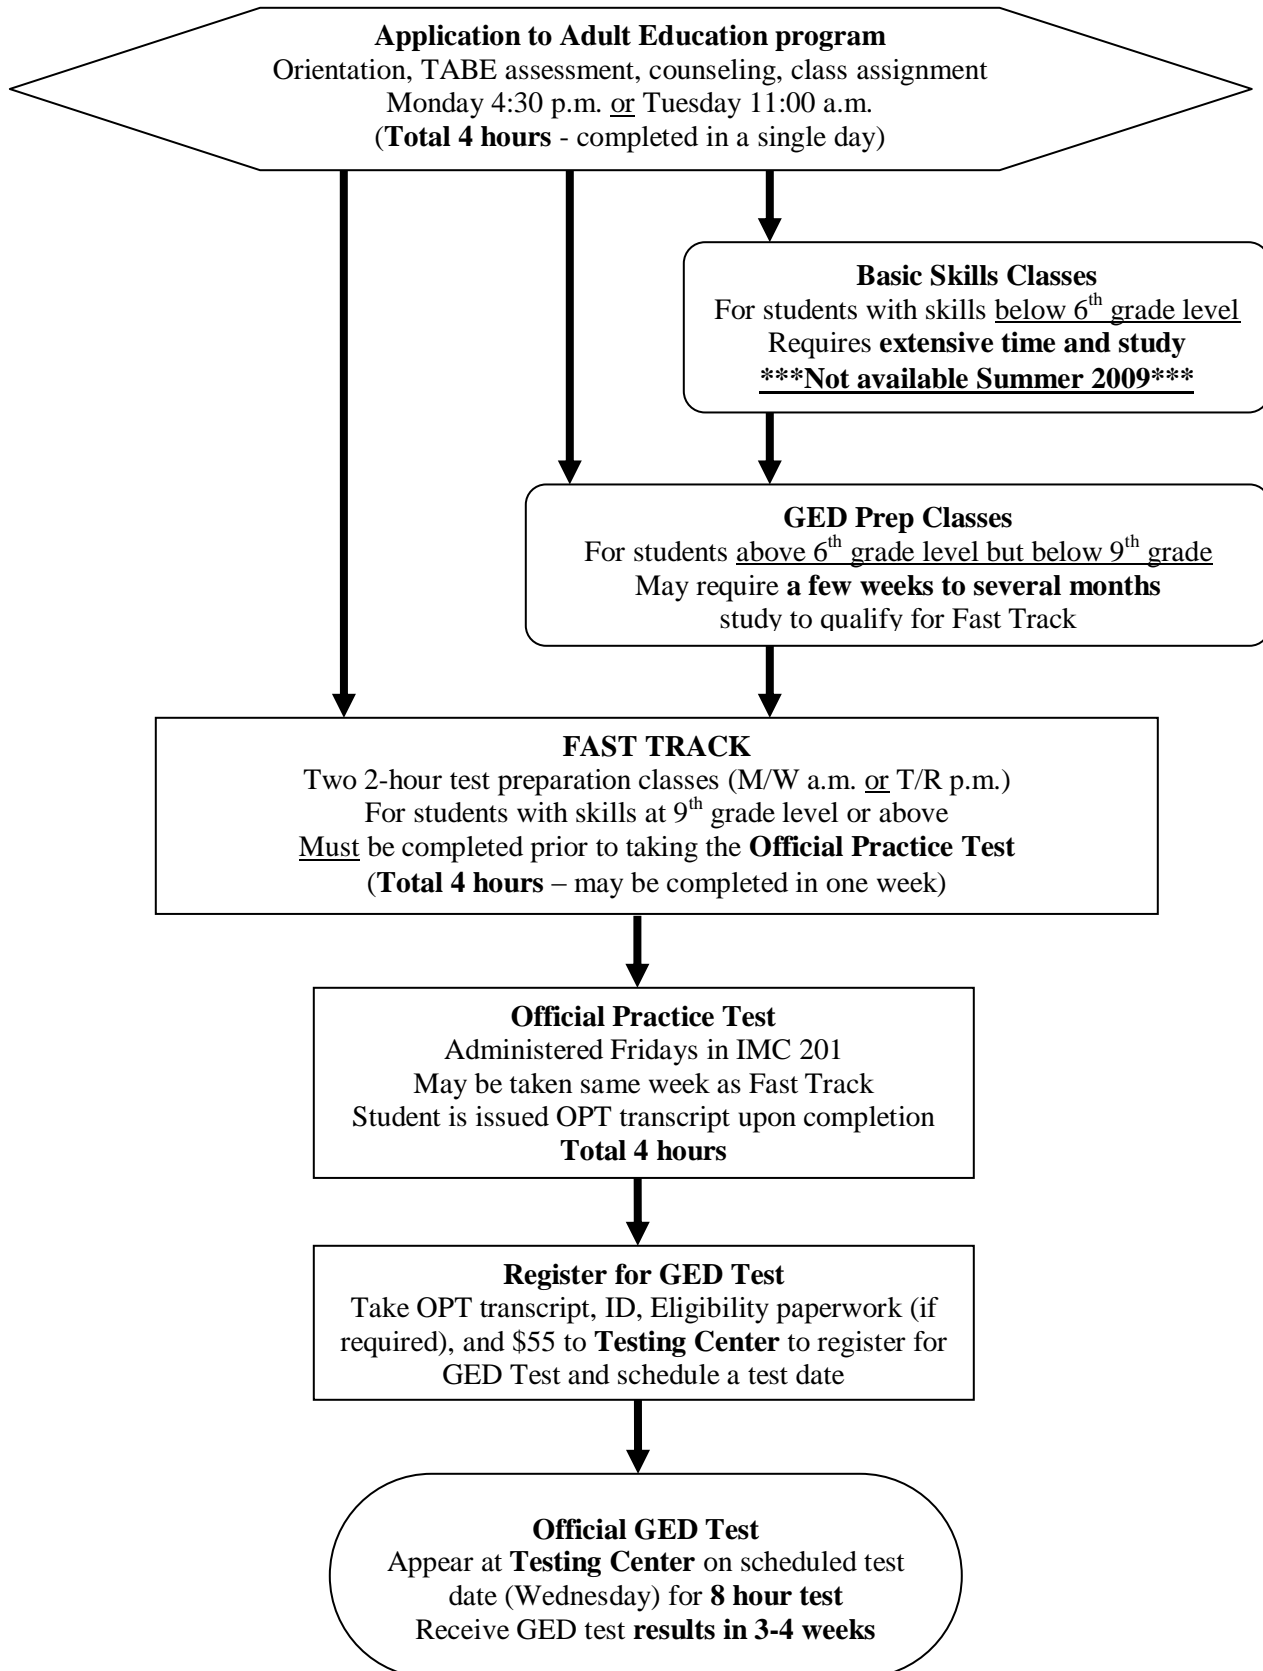 Application to Adult Education program
Orientation, TABE assessment, counseling, class assignment
Monday 4:30 p.m. or Tuesday 11:00 a.m.
(Total 4 hours - completed in a single day)
Basic Skills Classes
For students with skills below 6th grade level
Requires extensive time and study
***Not available Summer 2009***
GED Prep Classes
For students above 6th grade level but below 9th grade
May require a few weeks to several months
study to qualify for Fast Track
FAST TRACK
Two 2-hour test preparation classes (M/W a.m. or T/R p.m.)
For students with skills at 9th grade level or above
Must be completed prior to taking the Official Practice Test
(Total 4 hours – may be completed in one week)
Official Practice Test
Administered Fridays in IMC 201
May be taken same week as Fast Track
Student is issued OPT transcript upon completion
Total 4 hours
Register for GED Test
Take OPT transcript, ID, Eligibility paperwork (if
required), and $55 to Testing Center to register for
GED Test and schedule a test date
Official GED Test
Appear at Testing Center on scheduled test
date (Wednesday) for 8 hour test
Receive GED test results in 3-4 weeks